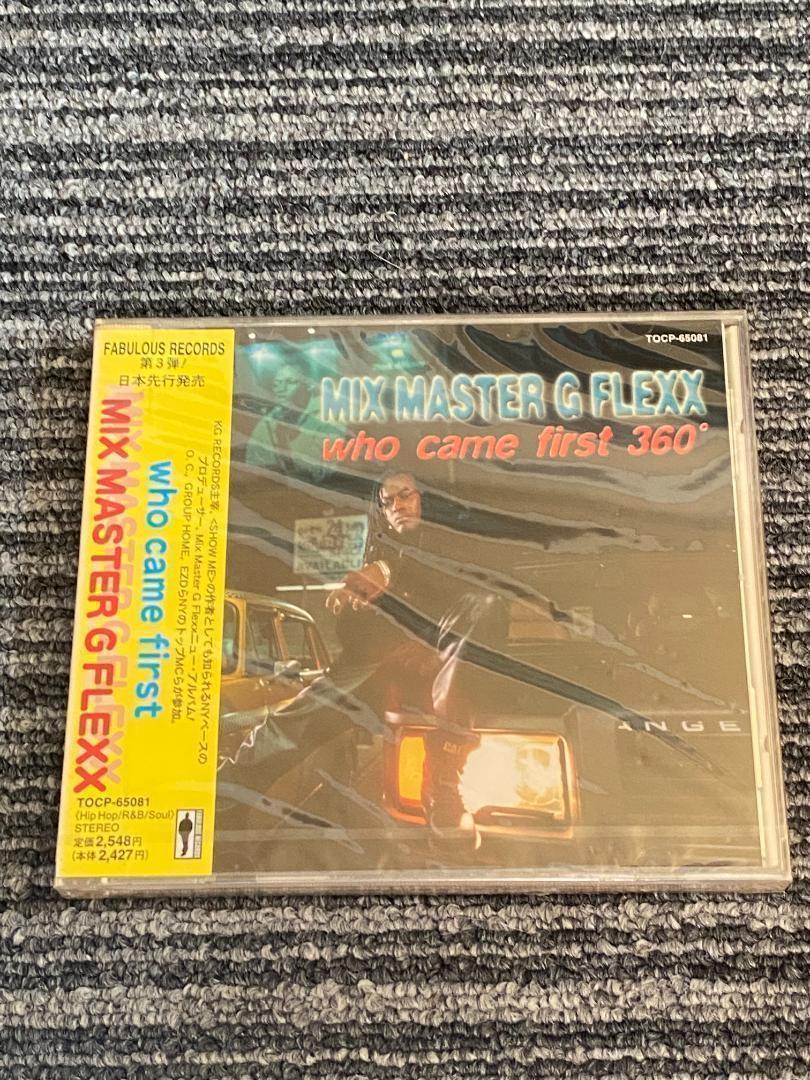 FABULOUS RECORDS
第3弾!
日本先行発売
KG RECORDS主宰、<SHOW ME>の作者としても知られるNYベースの
プロデューサー、Mix Master G Flexxニュー・アルバム!
O.C.、GROUP HOME、EZDらNYのトップMCらが参加。
who came first
MIX MASTER G FLEXX
TOCP-65081
〈Hip Hop/R&B/Soul〉
STEREO
定価2,548円
(本体2,427円)
TOCP-65081
MIX MASTER G FLEXX
who came first 360°
24
AVAILABLE
ANGE